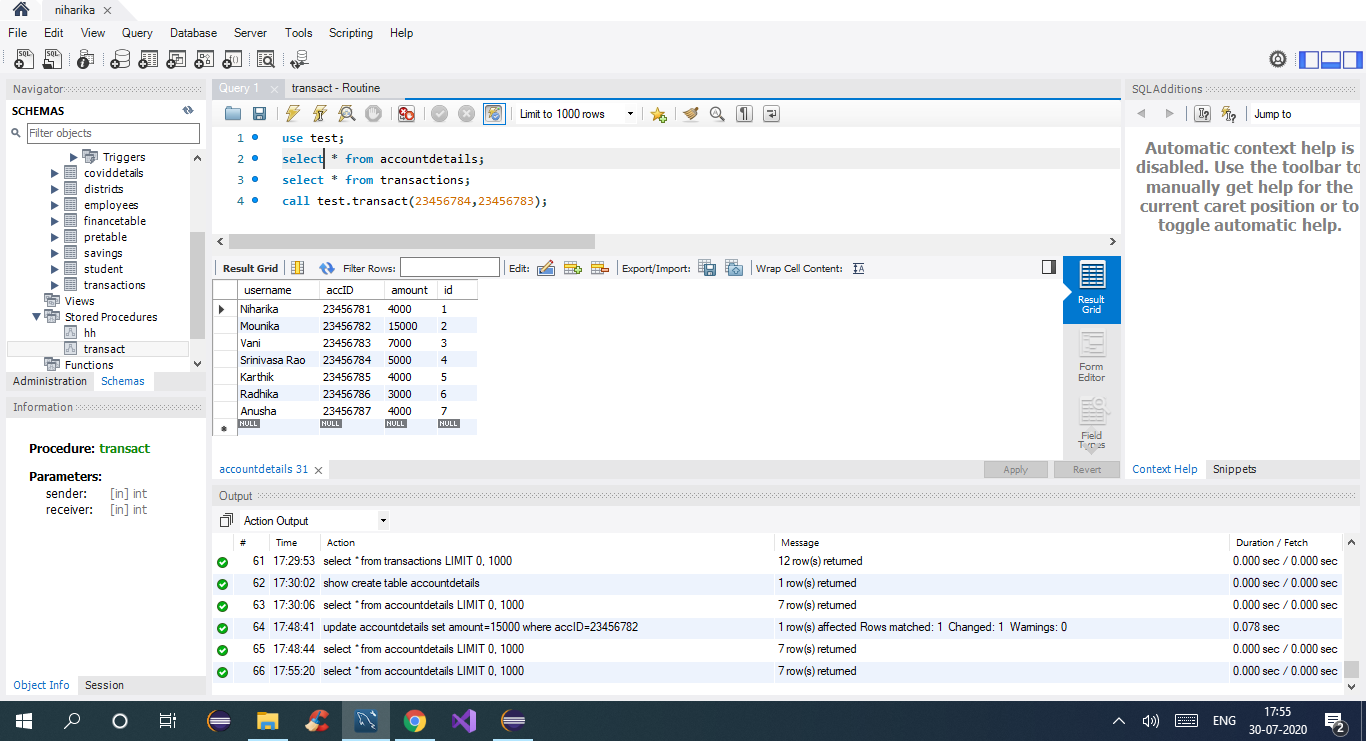 niharika
File Edit View Query Database Server Tools Scripting Help
Navigator
SCHEMAS
Filter objects
Triggers
coviddetails
districts
employees
financetable
pretable
savings
student
transactions
Views
Stored Procedures
hh
transact
Functions
Administration Schemas
Information
Procedure: transact
Parameters:
sender: [in] int
receiver: [in] int
Object Info Session
Query 1 transact - Routine
Limit to 1000 rows
1 use test;
2 select * from accountdetails;
3 select * from transactions;
4 call test.transact(23456784,23456783);
Result Grid Filter Rows: Edit: Export/Import: Wrap Cell Content:
username accID amount id
Niharika 23456781 4000 1
Mounika 23456782 15000 2
Vani 23456783 7000 3
Srinivasa Rao 23456784 5000 4
Karthik 23456785 4000 5
Radhika 23456786 3000 6
Anusha 23456787 4000 7
NULL NULL NULL NULL
Result
Grid
Form
Editor
Field
Types
accountdetails 31 Apply Revert
SQLAdditions
Jump to
Automatic context help is
disabled. Use the toolbar to
manually get help for the
current caret position or to
toggle automatic help.
Context Help Snippets
Output
Action Output
# Time Action Message Duration / Fetch
61 17:29:53 select * from transactions LIMIT 0, 1000 12 row(s) returned 0.000 sec / 0.000 sec
62 17:30:02 show create table accountdetails 1 row(s) returned 0.000 sec / 0.000 sec
63 17:30:06 select * from accountdetails LIMIT 0, 1000 7 row(s) returned 0.000 sec / 0.000 sec
64 17:48:41 update accountdetails set amount=15000 where accID=23456782 1 row(s) affected Rows matched: 1 Changed: 1 Warnings: 0 0.078 sec
65 17:48:44 select * from accountdetails LIMIT 0, 1000 7 row(s) returned 0.000 sec / 0.000 sec
66 17:55:20 select * from accountdetails LIMIT 0, 1000 7 row(s) returned 0.000 sec / 0.000 sec
ENG
17:55
30-07-2020
2